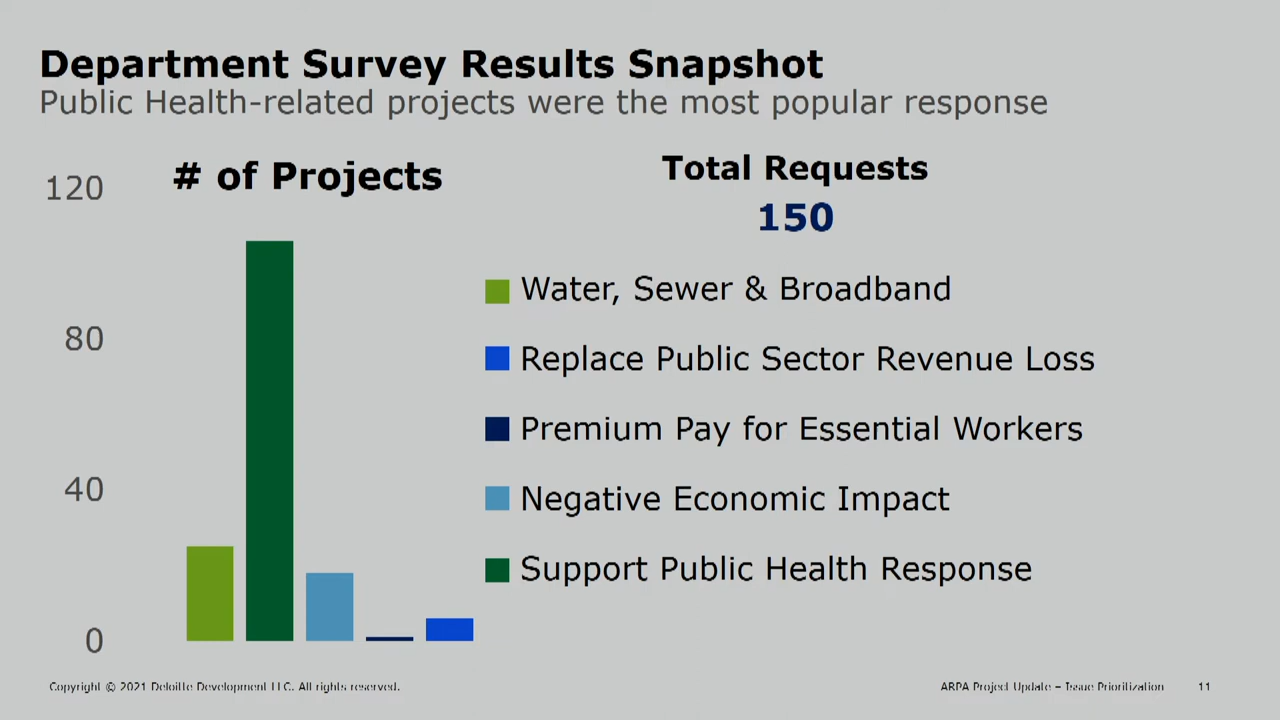 Department Survey Results Snapshot
Public Health-related projects were the most popular response
# of Projects
120
80
40
0
Total Requests
150
Water, Sewer & Broadband
Replace Public Sector Revenue Loss
Premium Pay for Essential Workers
Negative Economic Impact
Support Public Health Response
Copyright © 2021 Deloitte Development LLC. All rights reserved.
ARPA Project Update – Issue Prioritization
11